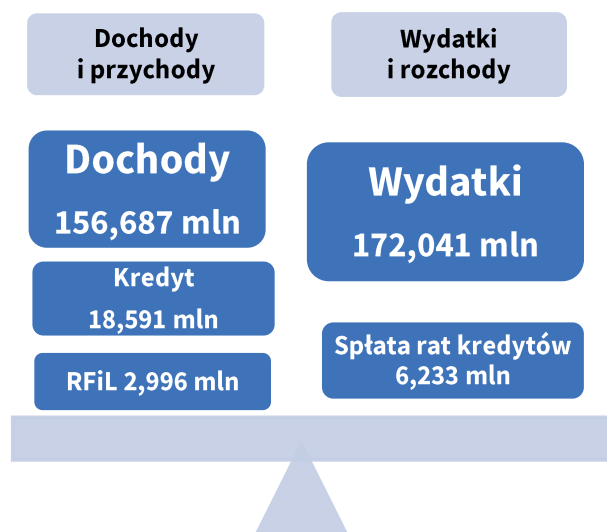 Dochody
i przychody
Wydatki
i rozchody
Dochody
156,687 mln
Kredyt
18,591 mln
RFiL 2,996 mln
Wydatki
172,041 mln
Spłata rat kredytów
6,233 mln